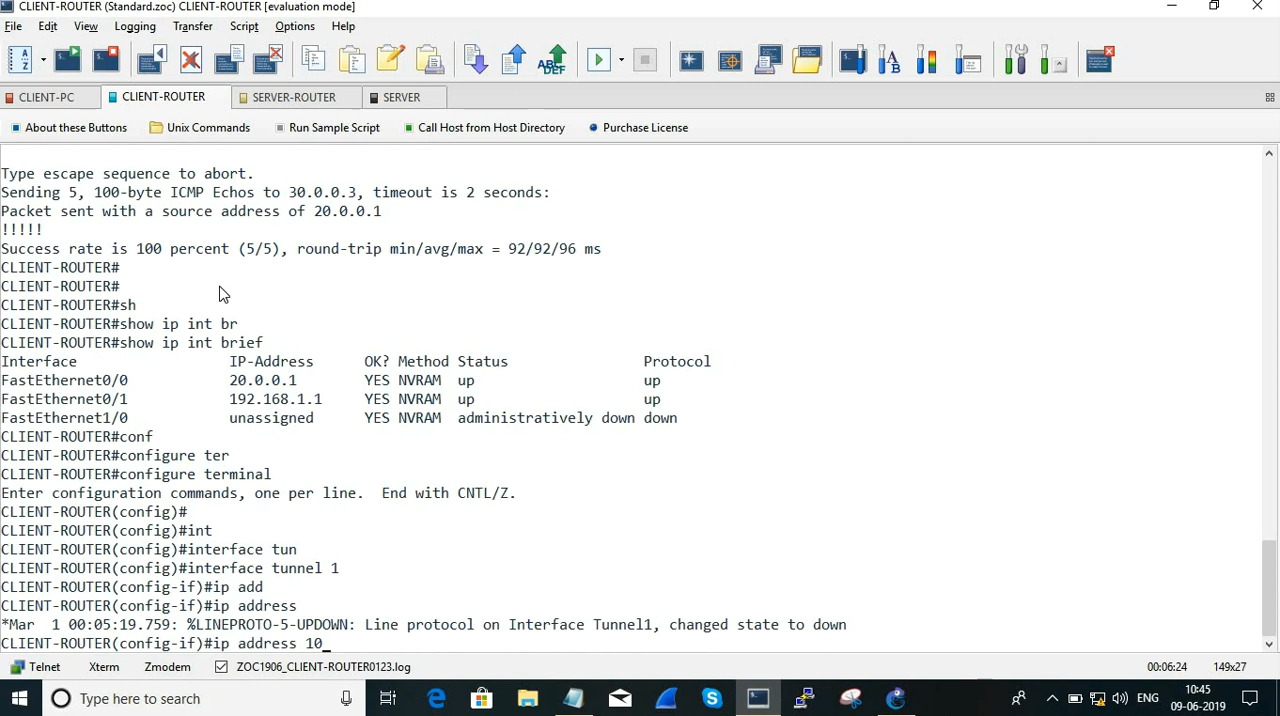 CLIENT-ROUTER (Standard.zoc) CLIENT-ROUTER [evaluation mode]
File Edit View Logging Transfer Script Options Help
A Z ABC DEF A
CLIENT-PC CLIENT-ROUTER SERVER-ROUTER SERVER
About these Buttons Unix Commands Run Sample Script Call Host from Host Directory Purchase License
Type escape sequence to abort.
Sending 5, 100-byte ICMP Echos to 30.0.0.3, timeout is 2 seconds:
Packet sent with a source address of 20.0.0.1
!!!!!
Success rate is 100 percent (5/5), round-trip min/avg/max = 92/92/96 ms
CLIENT-ROUTER#
CLIENT-ROUTER#
CLIENT-ROUTER#sh
CLIENT-ROUTER#show ip int br
CLIENT-ROUTER#show ip int brief
Interface IP-Address OK? Method Status Protocol
FastEthernet0/0 20.0.0.1 YES NVRAM up up
FastEthernet0/1 192.168.1.1 YES NVRAM up up
FastEthernet1/0 unassigned YES NVRAM administratively down down
CLIENT-ROUTER#conf
CLIENT-ROUTER#configure ter
CLIENT-ROUTER#configure terminal
Enter configuration commands, one per line. End with CNTL/Z.
CLIENT-ROUTER(config)#
CLIENT-ROUTER(config)#int
CLIENT-ROUTER(config)#interface tun
CLIENT-ROUTER(config)#interface tunnel 1
CLIENT-ROUTER(config-if)#ip add
CLIENT-ROUTER(config-if)#ip address
*Mar 1 00:05:19.759: %LINEPROTO-5-UPDOWN: Line protocol on Interface Tunnel1, changed state to down
CLIENT-ROUTER(config-if)#ip address 10_
Telnet Xterm Zmodem ZOC1906_CLIENT-ROUTER0123.log 00:06:24 149x27
Type here to search ENG 10:45
09-06-2019